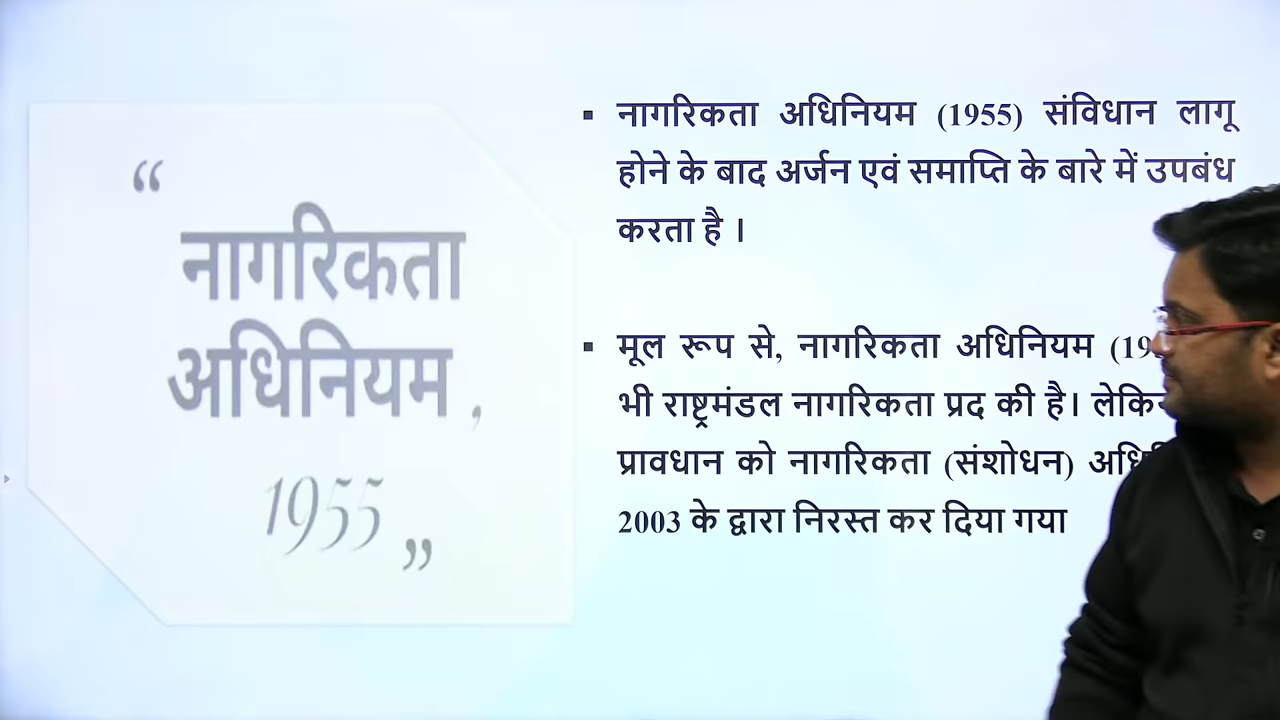 “
नागरिकता
अधिनियम ,
1955 ”
▪ नागरिकता अधिनियम (1955) संविधान लागू
होने के बाद अर्जन एवं समाप्ति के बारे में उपबंध
करता है ।
▪ मूल रूप से, नागरिकता अधिनियम
भी राष्ट्रमंडल नागरिकता प्रद की है।
प्रावधान को नागरिकता (संशोधन)
2003 के द्वारा निरस्त कर दिया गया